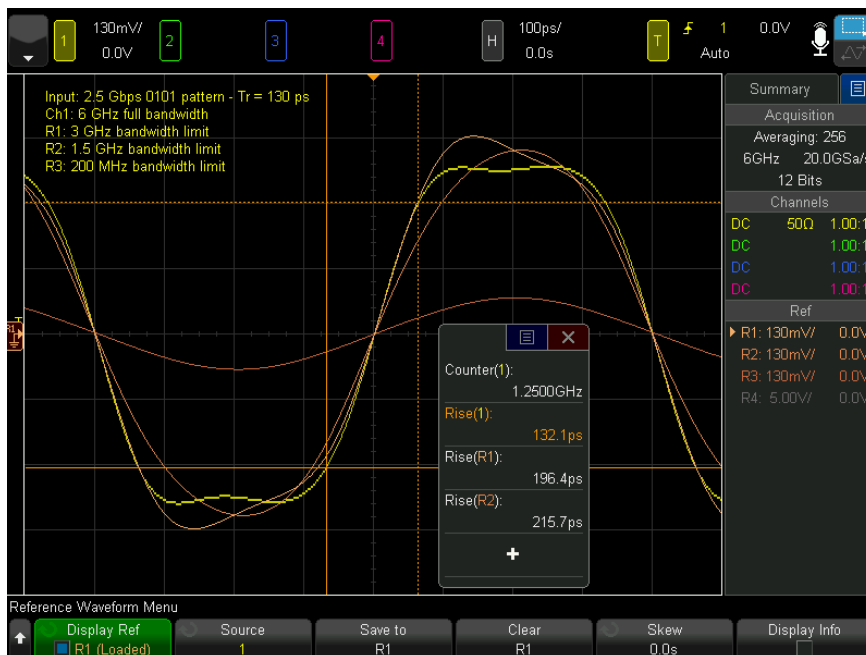 1
130mV/
0.0V
2
3
4
H
100ps/
0.0s
T
1
0.0V
Auto
Input: 2.5 Gbps 0101 pattern - Tr = 130 ps
Ch1: 6 GHz full bandwidth
R1: 3 GHz bandwidth limit
R2: 1.5 GHz bandwidth limit
R3: 200 MHz bandwidth limit
Summary
Acquisition
Averaging: 256
6GHz 20.0GSa/s
12 Bits
Channels
DC 50Ω 1.00:1
DC 1.00:1
DC 1.00:1
DC 1.00:1
Ref
R1: 130mV/ 0.0V
R2: 130mV/ 0.0V
R3: 130mV/ 0.0V
R4: 5.00V/ 0.0V
T
R1
Counter(1):
1.2500GHz
Rise(1):
132.1ps
Rise(R1):
196.4ps
Rise(R2):
215.7ps
+
Reference Waveform Menu
Display Ref
R1 (Loaded)
Source
1
Save to
R1
Clear
R1
Skew
0.0s
Display Info